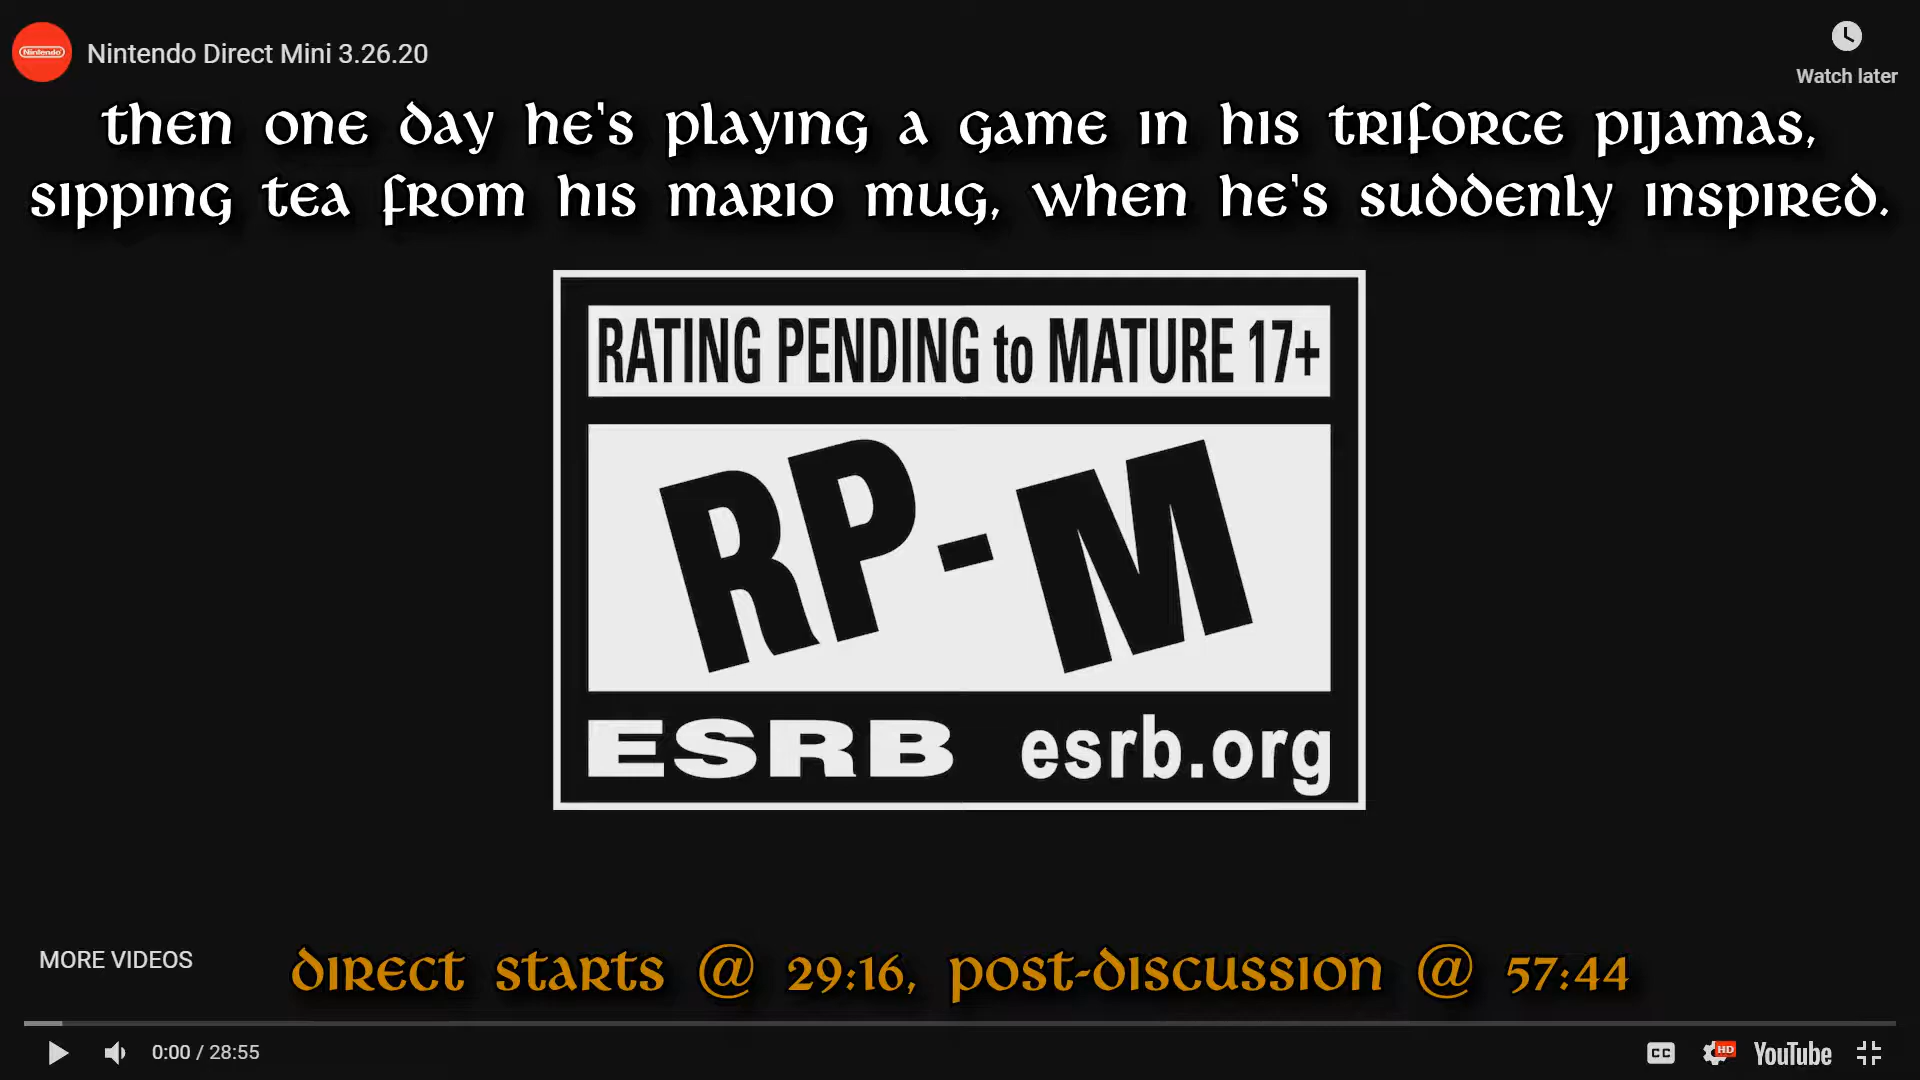 Nintendo
Nintendo Direct Mini 3.26.20
Watch later
then one day he's playing a game in his triforce pijamas,
sipping tea from his mario mug, when he's suddenly inspired.
RATING PENDING to MATURE 17+
RP-M
ESRB esrb.org
MORE VIDEOS
direct starts @ 29:16, post-discussion @ 57:44
0:00 / 28:55
CC
HD
YouTube